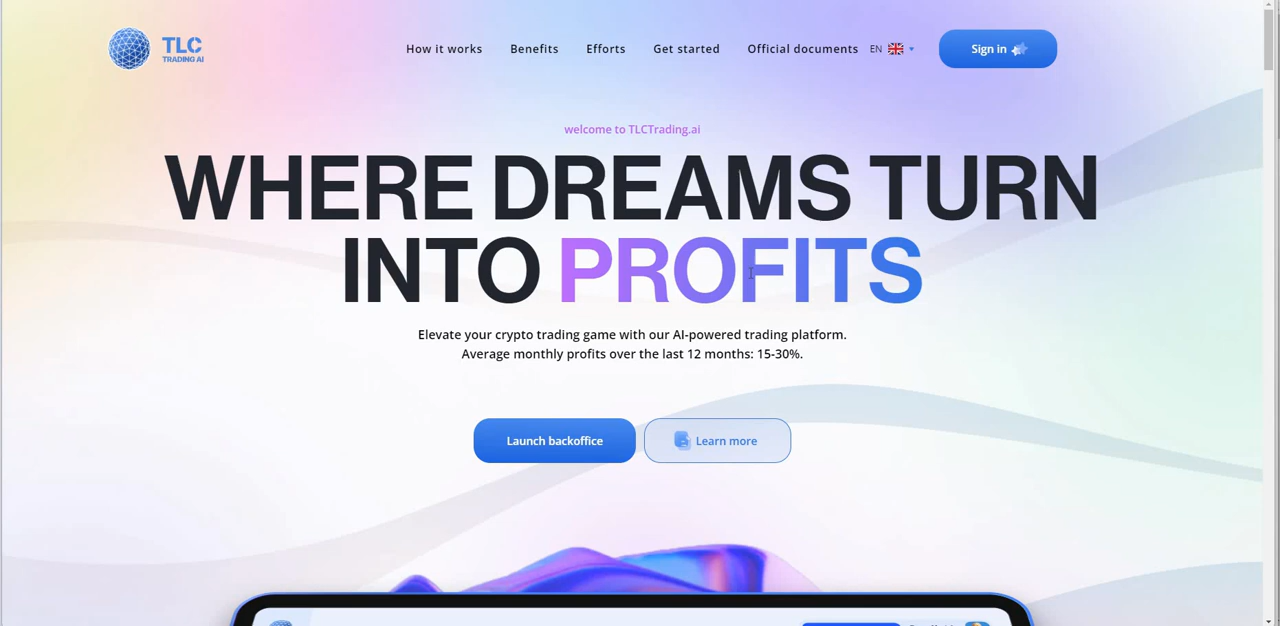 TLC
TRADING AI
How it works
Benefits
Efforts
Get started
Official documents
EN
Sign in
welcome to TLCTrading.ai
WHERE DREAMS TURN
INTO PROFITS
Elevate your crypto trading game with our AI-powered trading platform.
Average monthly profits over the last 12 months: 15-30%.
Launch backoffice
Learn more